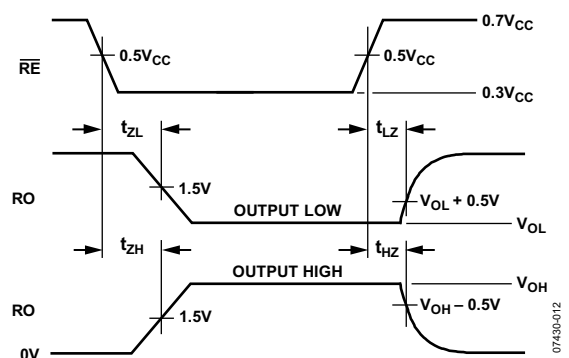 0.7VCC
RE
0.5VCC
0.5VCC
0.3VCC
tZL
tLZ
RO
1.5V
OUTPUT LOW
VOL + 0.5V
VOL
tZH
tHZ
OUTPUT HIGH
VOH
RO
1.5V
VOH – 0.5V
0V
07430-012